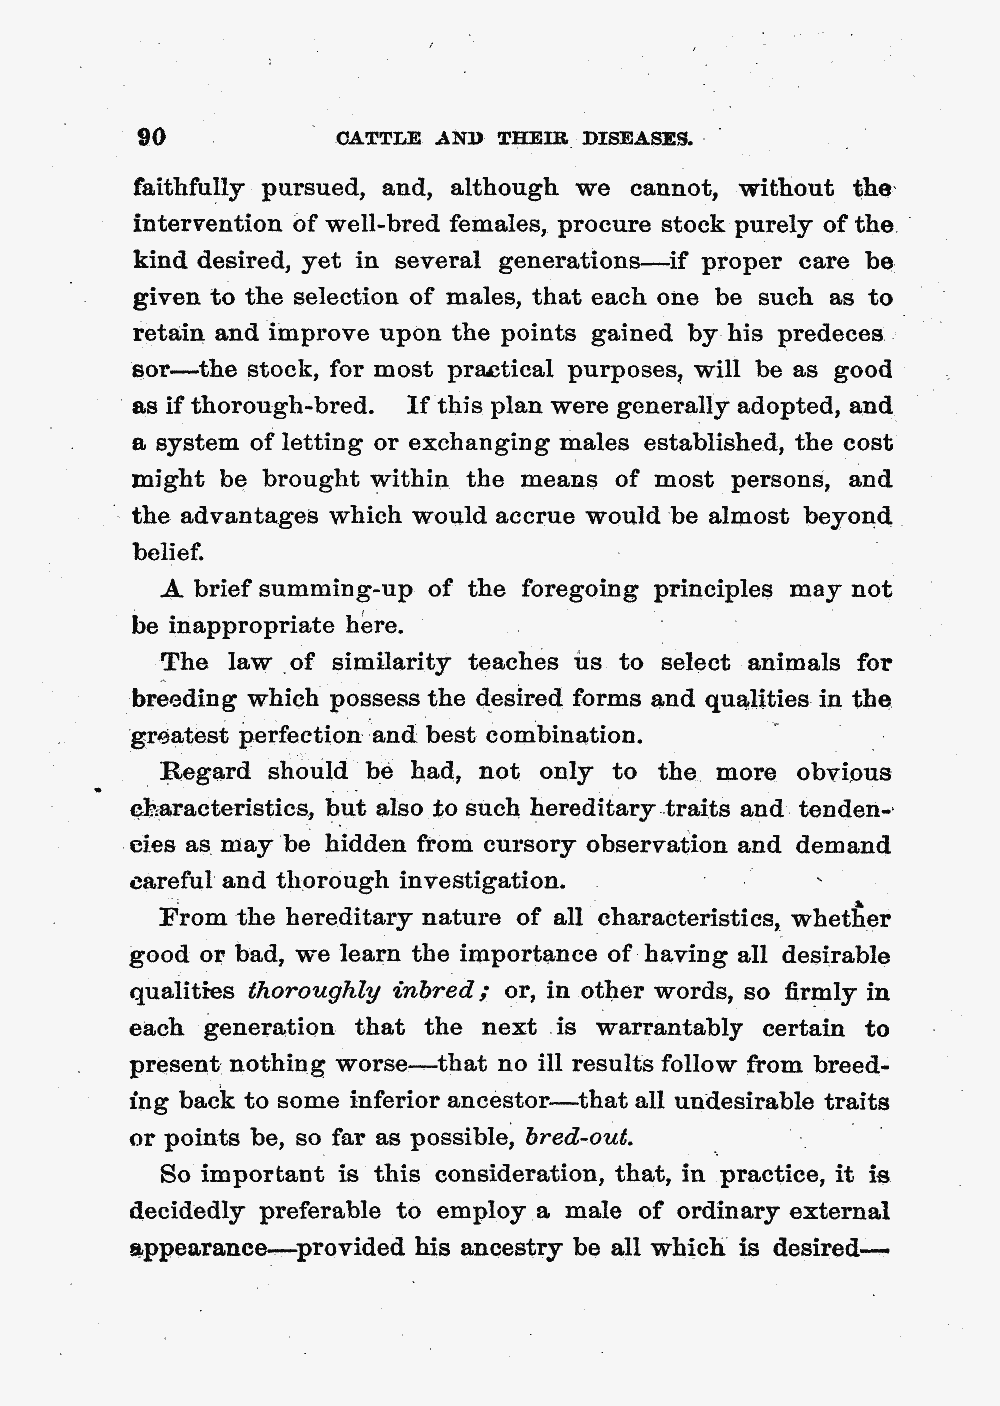 90 CATTLE AND THEIR DISEASES.
faithfully pursued, and, although we cannot, without the
intervention of well-bred females, procure stock purely of the
kind desired, yet in several generations—if proper care be
given to the selection of males, that each one be such as to
retain and improve upon the points gained by his predeces
sor—the stock, for most practical purposes, will be as good
as if thorough-bred. If this plan were generally adopted, and
a system of letting or exchanging males established, the cost
might be brought within the means of most persons, and
the advantages which would accrue would be almost beyond
belief.
A brief summing-up of the foregoing principles may not
be inappropriate here.
The law of similarity teaches us to select animals for
breeding which possess the desired forms and qualities in the
greatest perfection and best combination.
Regard should be had, not only to the more obvious
characteristics, but also to such hereditary traits and tenden-
cies as may be hidden from cursory observation and demand
careful and thorough investigation.
From the hereditary nature of all characteristics, whether
good or bad, we learn the importance of having all desirable
qualities thoroughly inbred; or, in other words, so firmly in
each generation that the next is warrantably certain to
present nothing worse—that no ill results follow from breed-
ing back to some inferior ancestor—that all undesirable traits
or points be, so far as possible, bred-out.
So important is this consideration, that, in practice, it is
decidedly preferable to employ a male of ordinary external
appearance—provided his ancestry be all which is desired—